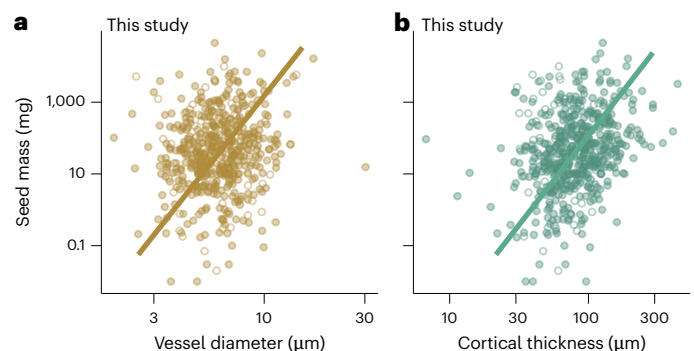 a This study
b This study
Seed mass (mg)
1,000
10
0.1
3 10 30
10 30 100 300
Vessel diameter (μm)
Cortical thickness (μm)